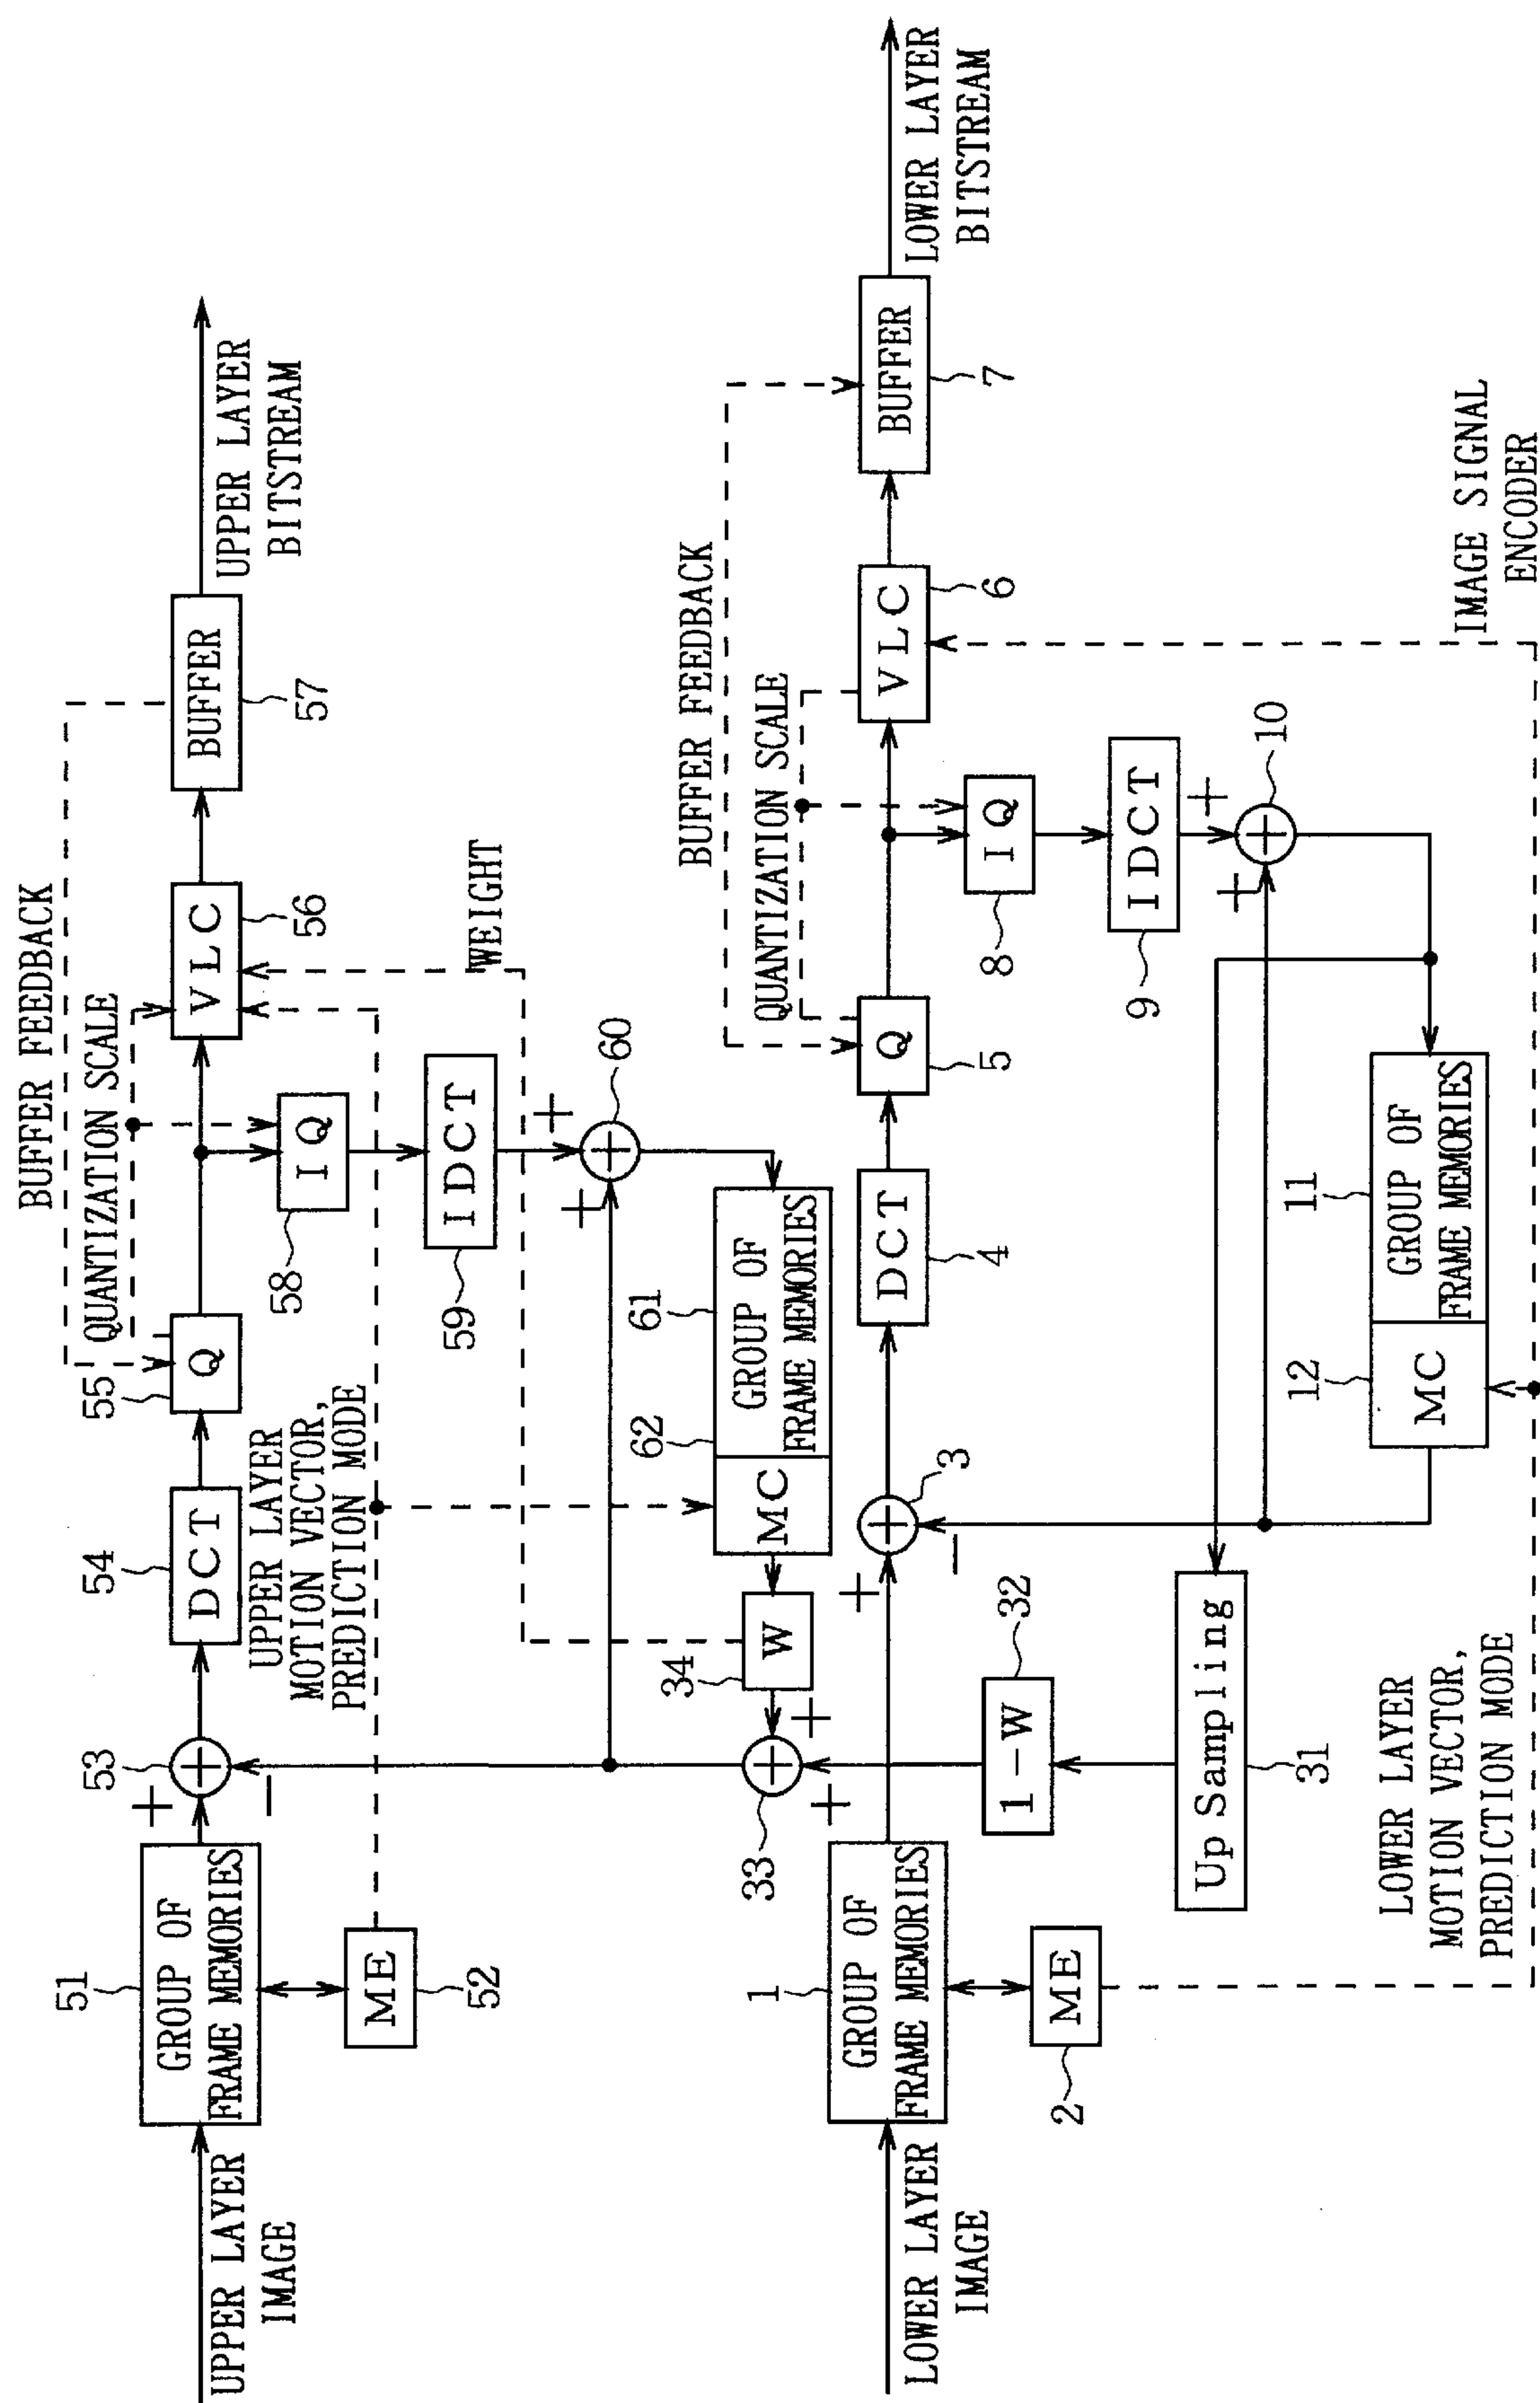 UPPER LAYER
IMAGE
51
GROUP OF
FRAME MEMORIES
ME
52
+
−
53
54
DCT
UPPER LAYER
MOTION VECTOR,
PREDICTION MODE
55
Q
BUFFER FEEDBACK
QUANTIZATION SCALE
IQ
58
IDCT
59
VLC
56
BUFFER
57
UPPER LAYER
BITSTREAM
WEIGHT
+
+
60
61
GROUP OF
FRAME MEMORIES
62
MC
34
W
+
+
33
LOWER LAYER
IMAGE
1
GROUP OF
FRAME MEMORIES
ME
2
1-W
32
Up Sampling
31
+
−
3
DCT
4
Q
5
BUFFER FEEDBACK
QUANTIZATION SCALE
VLC
6
BUFFER
7
LOWER LAYER
BITSTREAM
IQ
8
IDCT
9
+
+
10
11
GROUP OF
FRAME MEMORIES
12
MC
LOWER LAYER
MOTION VECTOR,
PREDICTION MODE
IMAGE SIGNAL
ENCODER